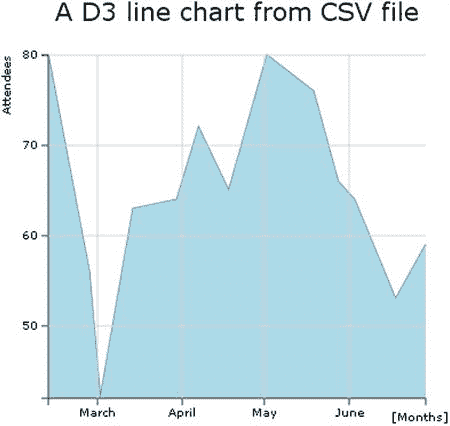 A D3 line chart from CSV file
Attendees
80
70
60
50
March April May June [Months]